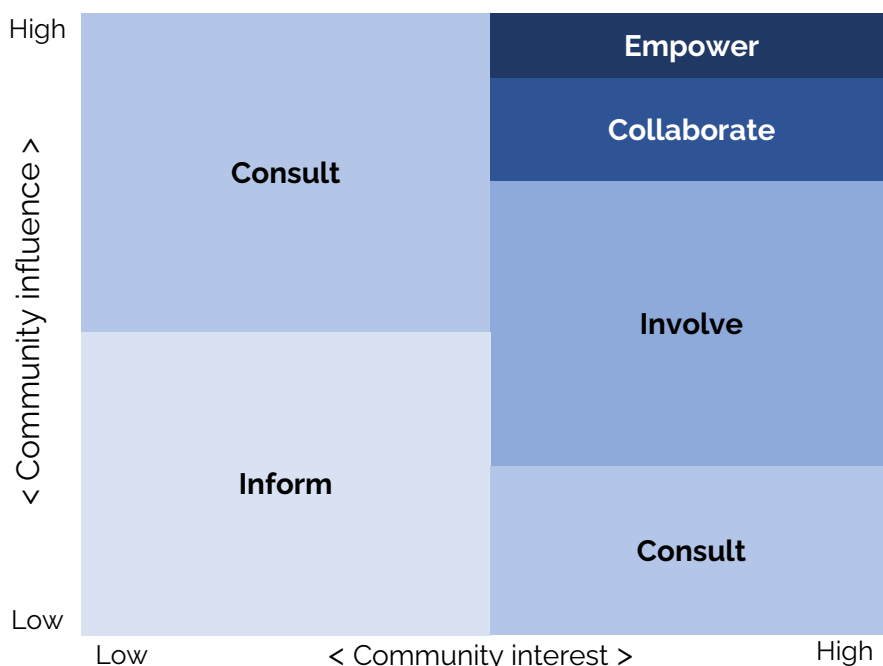 High
Empower
Collaborate
Consult
< Community influence >
Involve
Inform
Consult
Low
Low
< Community interest >
High